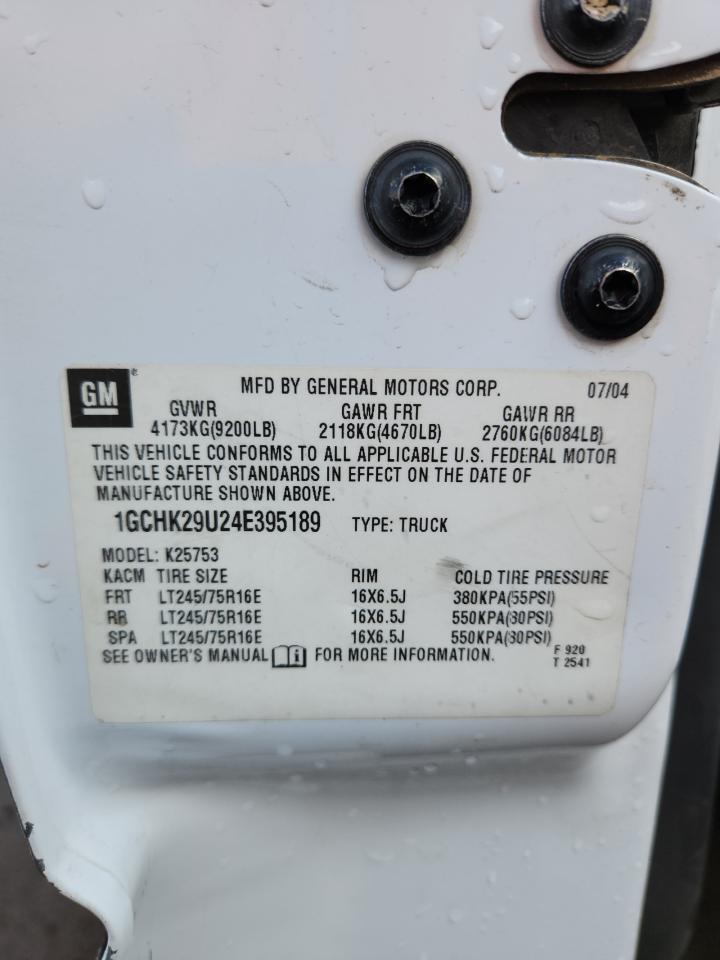 GM
MFD BY GENERAL MOTORS CORP. 07/04
GVWR GAWR FRT GAWR RR
4173KG(9200LB) 2118KG(4670LB) 2760KG(6084LB)
THIS VEHICLE CONFORMS TO ALL APPLICABLE U.S. FEDERAL MOTOR
VEHICLE SAFETY STANDARDS IN EFFECT ON THE DATE OF
MANUFACTURE SHOWN ABOVE.
1GCHK29U24E395189 TYPE: TRUCK
MODEL: K25753
KACM TIRE SIZE RIM COLD TIRE PRESSURE
FRT LT245/75R16E 16X6.5J 380KPA(55PSI)
RR LT245/75R16E 16X6.5J 550KPA(80PSI)
SPA LT245/75R16E 16X6.5J 550KPA(80PSI)
SEE OWNER'S MANUAL FOR MORE INFORMATION. F 920
T 2541